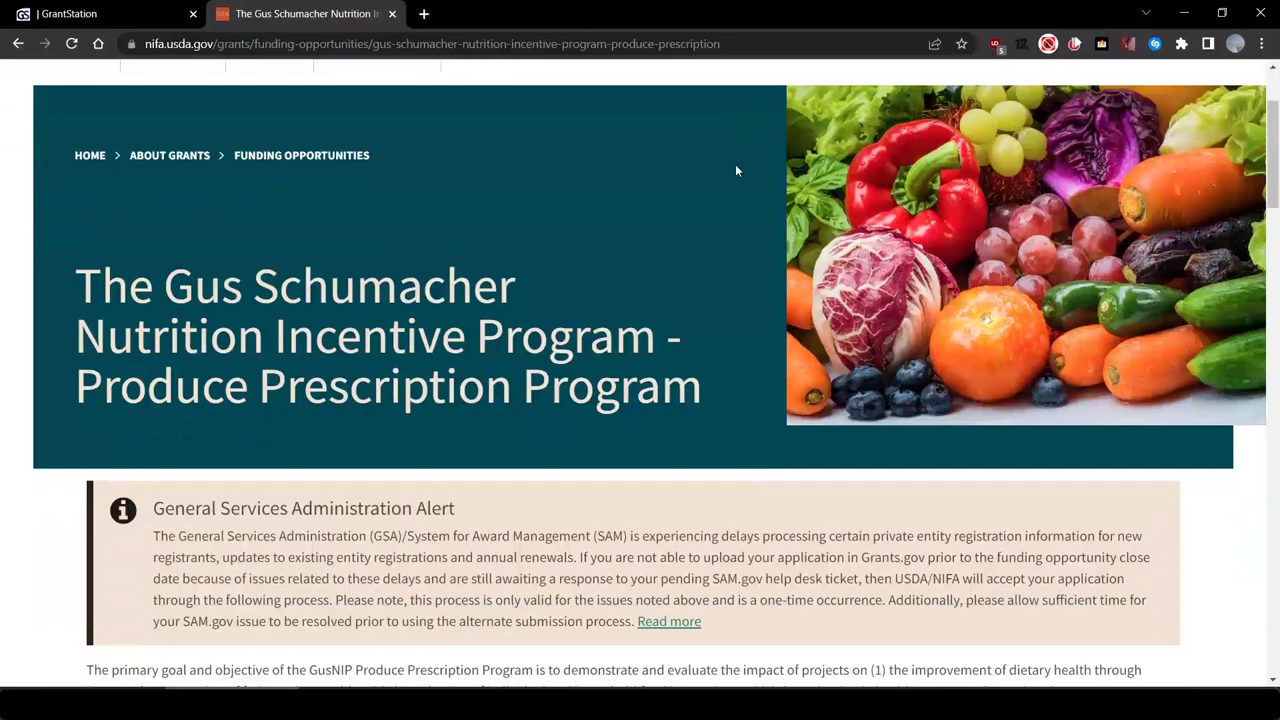 | GrantStation
The Gus Schumacher Nutrition In
nifa.usda.gov/grants/funding-opportunities/gus-schumacher-nutrition-incentive-program-produce-prescription
HOME > ABOUT GRANTS > FUNDING OPPORTUNITIES
The Gus Schumacher
Nutrition Incentive Program -
Produce Prescription Program
General Services Administration Alert
The General Services Administration (GSA)/System for Award Management (SAM) is experiencing delays processing certain private entity registration information for new
registrants, updates to existing entity registrations and annual renewals. If you are not able to upload your application in Grants.gov prior to the funding opportunity close
date because of issues related to these delays and are still awaiting a response to your pending SAM.gov help desk ticket, then USDA/NIFA will accept your application
through the following process. Please note, this process is only valid for the issues noted above and is a one-time occurrence. Additionally, please allow sufficient time for
your SAM.gov issue to be resolved prior to using the alternate submission process. Read more
The primary goal and objective of the GusNIP Produce Prescription Program is to demonstrate and evaluate the impact of projects on (1) the improvement of dietary health through